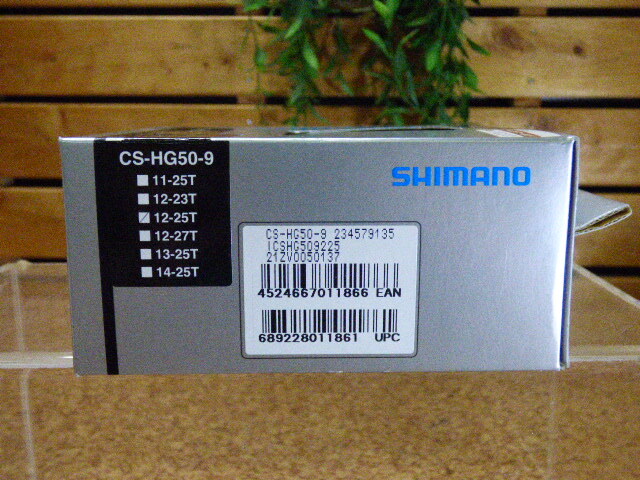 CS-HG50-9
11-25T
12-23T
12-25T
12-27T
13-25T
14-25T
SHIMANO
CS-HG50-9 234579135
ICSHG509225
21ZV0050137
4524667011866 EAN
689228011861 UPC